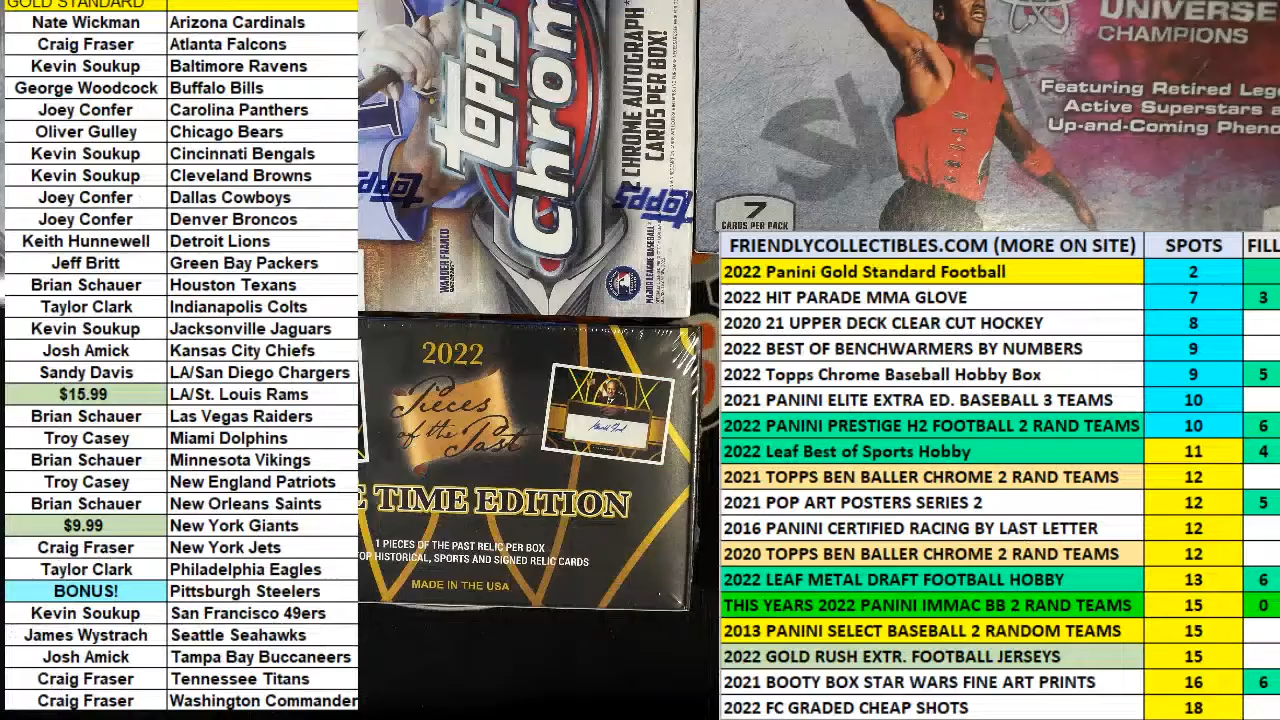 GOLD STANDARD
Nate Wickman Arizona Cardinals
Craig Fraser Atlanta Falcons
Kevin Soukup Baltimore Ravens
George Woodcock Buffalo Bills
Joey Confer Carolina Panthers
Oliver Gulley Chicago Bears
Kevin Soukup Cincinnati Bengals
Kevin Soukup Cleveland Browns
Joey Confer Dallas Cowboys
Joey Confer Denver Broncos
Keith Hunnewell Detroit Lions
Jeff Britt Green Bay Packers
Brian Schauer Houston Texans
Taylor Clark Indianapolis Colts
Kevin Soukup Jacksonville Jaguars
Josh Amick Kansas City Chiefs
Sandy Davis LA/San Diego Chargers
$15.99 LA/St. Louis Rams
Brian Schauer Las Vegas Raiders
Troy Casey Miami Dolphins
Brian Schauer Minnesota Vikings
Troy Casey New England Patriots
Brian Schauer New Orleans Saints
$9.99 New York Giants
Craig Fraser New York Jets
Taylor Clark Philadelphia Eagles
BONUS! Pittsburgh Steelers
Kevin Soukup San Francisco 49ers
James Wystrach Seattle Seahawks
Josh Amick Tampa Bay Buccaneers
Craig Fraser Tennessee Titans
Craig Fraser Washington Commander
topps
Chrom
2 CHROME AUTOGRAPH
CARDS PER BOX!
topps
topps
WANDER FRANCO
MAJOR LEAGUE BASEBALL
2022
Pieces
of the Past
E TIME EDITION
1 PIECES OF THE PAST RELIC PER BOX
OP HISTORICAL, SPORTS AND SIGNED RELIC CARDS
MADE IN THE USA
UNIVERSE
CHAMPIONS
Featuring Retired Lege
Active Superstars a
Up-and-Coming Pheno
7
CARDS PER PACK
FRIENDLYCOLLECTIBLES.COM (MORE ON SITE) SPOTS FILL
2022 Panini Gold Standard Football 2
2022 HIT PARADE MMA GLOVE 7 3
2020 21 UPPER DECK CLEAR CUT HOCKEY 8
2022 BEST OF BENCHWARMERS BY NUMBERS 9
2022 Topps Chrome Baseball Hobby Box 9 5
2021 PANINI ELITE EXTRA ED. BASEBALL 3 TEAMS 10
2022 PANINI PRESTIGE H2 FOOTBALL 2 RAND TEAMS 10 6
2022 Leaf Best of Sports Hobby 11 4
2021 TOPPS BEN BALLER CHROME 2 RAND TEAMS 12
2021 POP ART POSTERS SERIES 2 12 5
2016 PANINI CERTIFIED RACING BY LAST LETTER 12
2020 TOPPS BEN BALLER CHROME 2 RAND TEAMS 12
2022 LEAF METAL DRAFT FOOTBALL HOBBY 13 6
THIS YEARS 2022 PANINI IMMAC BB 2 RAND TEAMS 15 0
2013 PANINI SELECT BASEBALL 2 RANDOM TEAMS 15
2022 GOLD RUSH EXTR. FOOTBALL JERSEYS 15
2021 BOOTY BOX STAR WARS FINE ART PRINTS 16 6
2022 FC GRADED CHEAP SHOTS 18